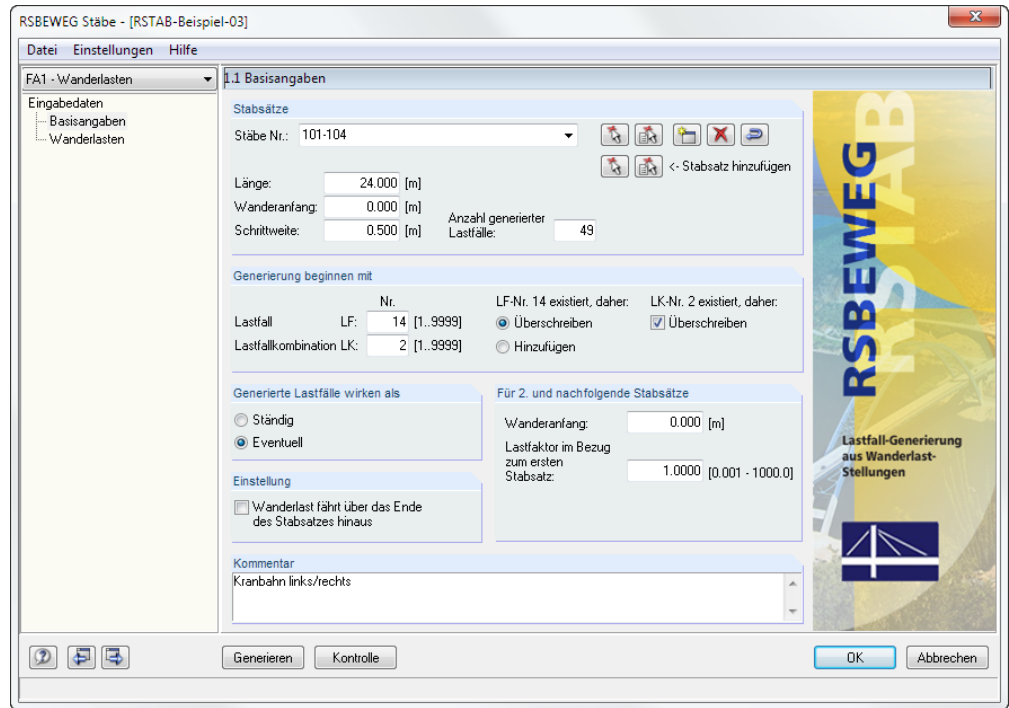 RSBEWEG Stäbe - [RSTAB-Beispiel-03]
Datei Einstellungen Hilfe
FA1 - Wanderlasten
Eingabedaten
Basisangaben
Wanderlasten
1.1 Basisangaben
Stabsätze
Stäbe Nr.: 101-104
<- Stabsatz hinzufügen
Länge: 24.000 [m]
Wanderanfang: 0.000 [m]
Schrittweite: 0.500 [m]
Anzahl generierter
Lastfälle: 49
Generierung beginnen mit
Nr.
Lastfall LF: 14 [1..9999]
Lastfallkombination LK: 2 [1..9999]
LF-Nr. 14 existiert, daher:
Überschreiben
Hinzufügen
LK-Nr. 2 existiert, daher:
Überschreiben
Generierte Lastfälle wirken als
Ständig
Eventuell
Für 2. und nachfolgende Stabsätze
Wanderanfang: 0.000 [m]
Lastfaktor im Bezug
zum ersten
Stabsatz: 1.0000 [0.001 - 1000.0]
Einstellung
Wanderlast fährt über das Ende
des Stabsatzes hinaus
Kommentar
Kranbahn links/rechts
RSBEWEG
RSTAB
Lastfall-Generierung
aus Wanderlast-
Stellungen
Generieren Kontrolle OK Abbrechen